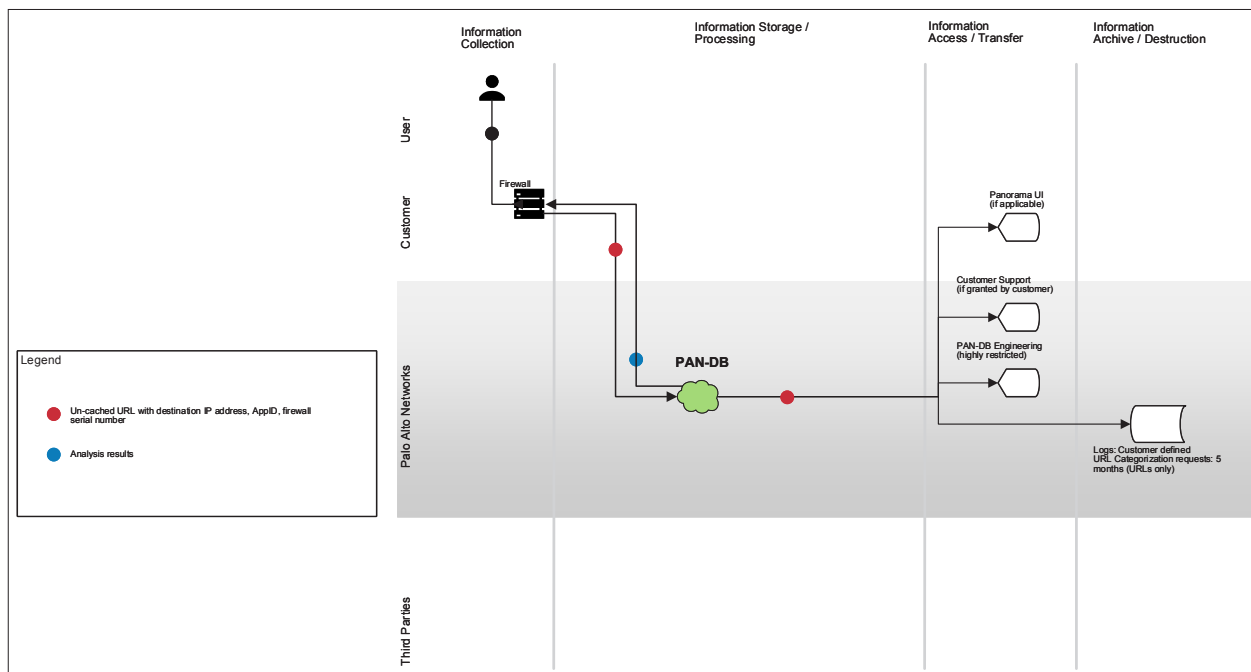 Information
Collection
Information Storage /
Processing
Information
Access / Transfer
Information
Archive / Destruction
User
Customer
Palo Alto Networks
Third Parties
Firewall
Panorama UI
(if applicable)
Customer Support
(if granted by customer)
PAN-DB Engineering
(highly restricted)
PAN-DB
Logs: Customer defined
URL Categorization requests: 5
months (URLs only)
Legend
Un-cached URL with destination IP address, AppID, firewall
serial number
Analysis results